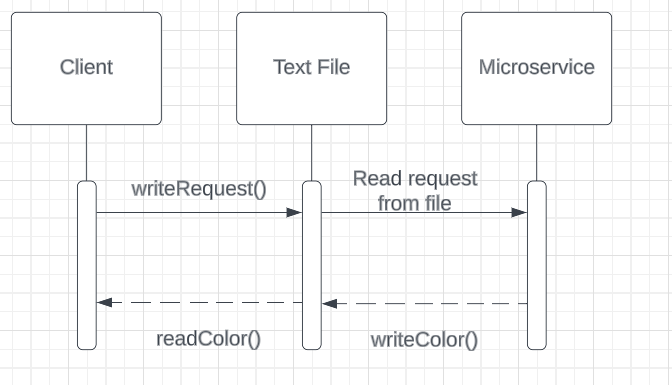 Client
Text File
Microservice
writeRequest()
Read request
from file
readColor()
writeColor()